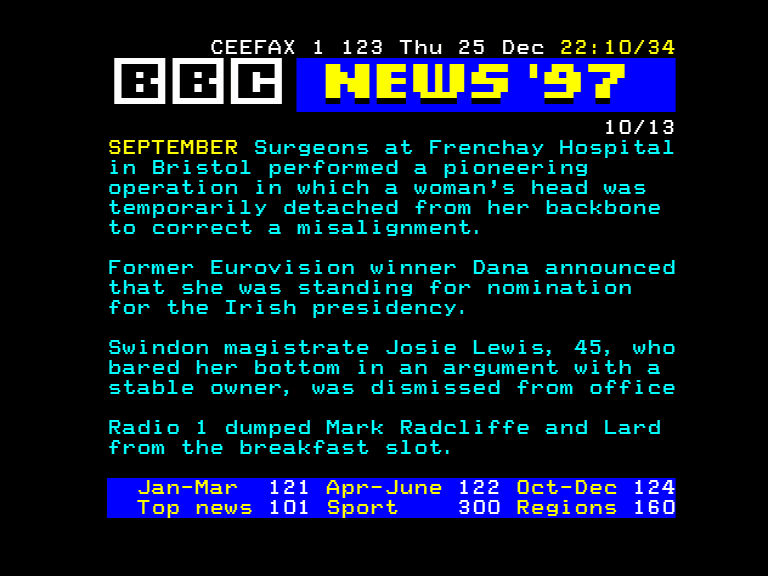 CEEFAX 1 123 Thu 25 Dec 22:10/34
BBC NEWS '97
10/13
SEPTEMBER Surgeons at Frenchay Hospital
in Bristol performed a pioneering
operation in which a woman's head was
temporarily detached from her backbone
to correct a misalignment.
Former Eurovision winner Dana announced
that she was standing for nomination
for the Irish presidency.
Swindon magistrate Josie Lewis, 45, who
bared her bottom in an argument with a
stable owner, was dismissed from office
Radio 1 dumped Mark Radcliffe and Lard
from the breakfast slot.
Jan-Mar 121 Apr-June 122 Oct-Dec 124
Top news 101 Sport 300 Regions 160